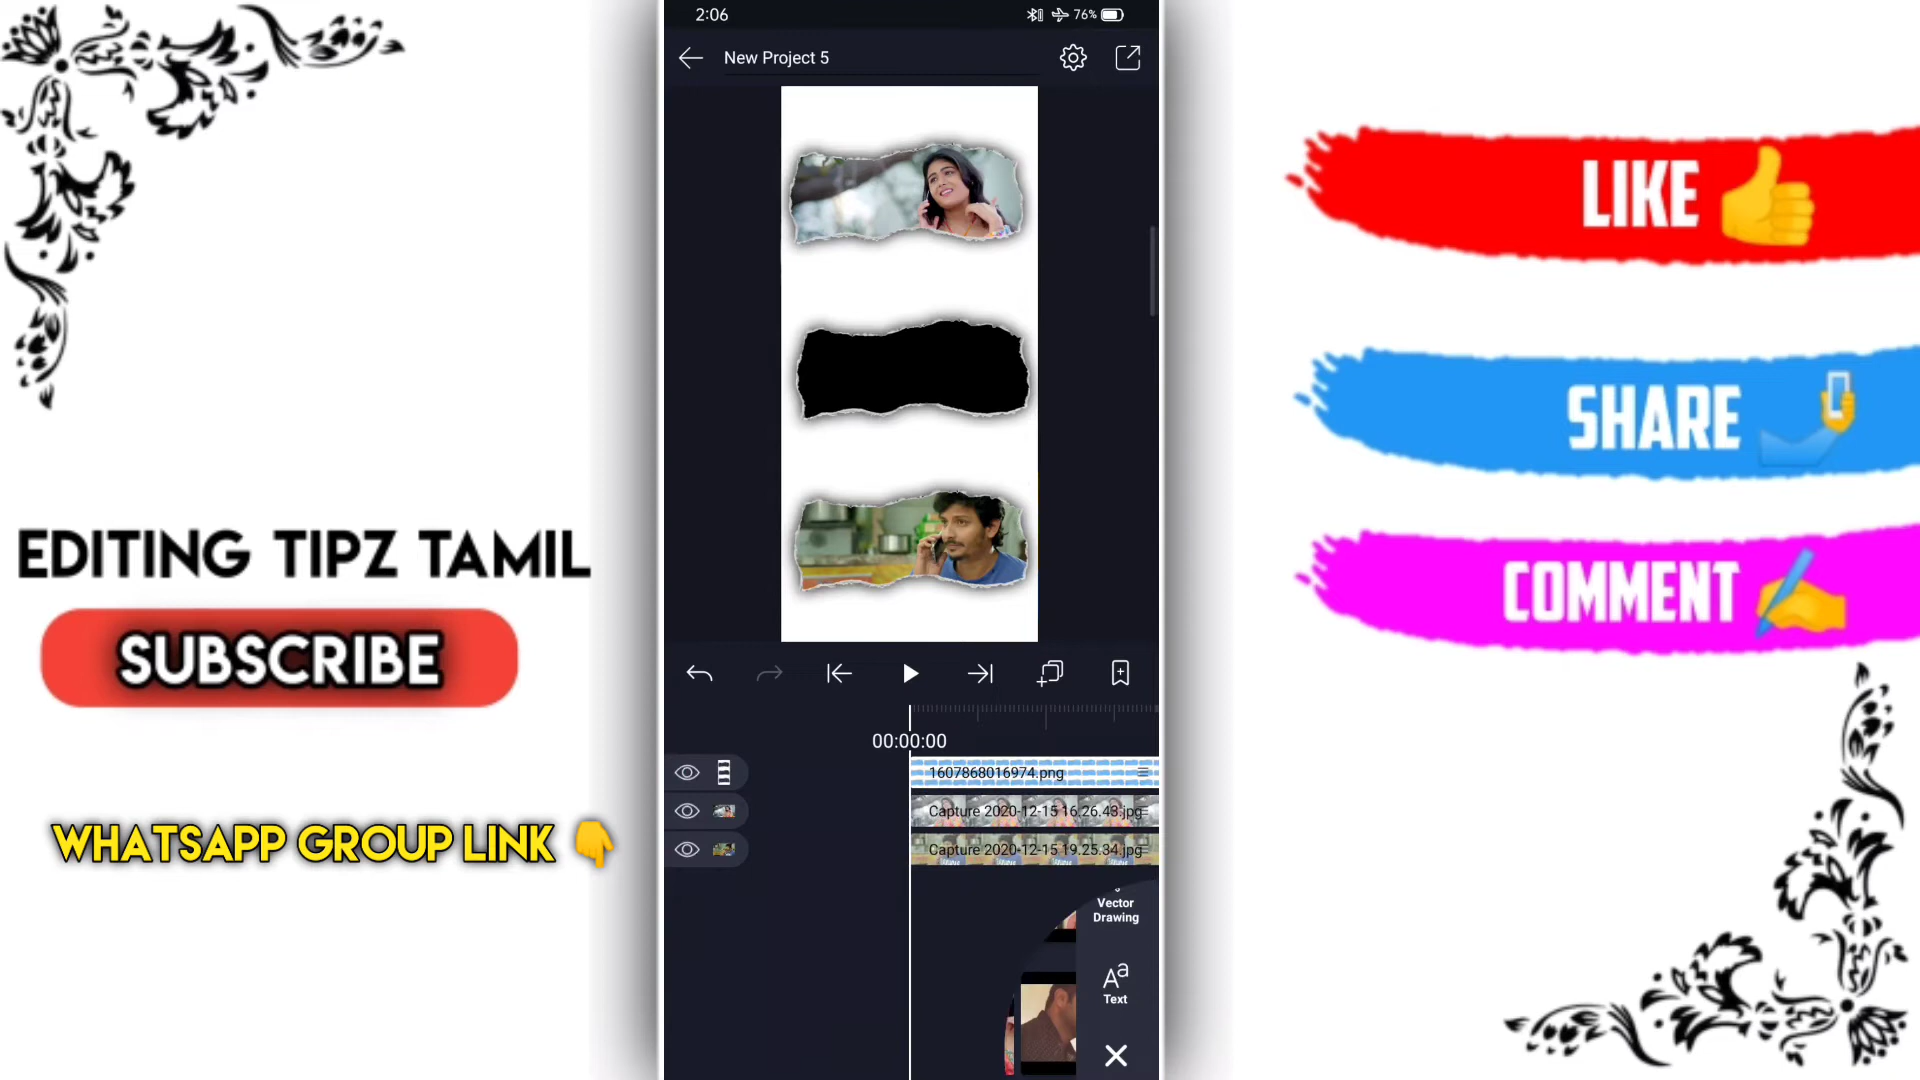 2:06
76%
New Project 5
LIKE
SHARE
COMMENT
EDITING TIPZ TAMIL
SUBSCRIBE
WHATSAPP GROUP LINK
00:00:00
1607868016974.png
Capture 2020-12-15 16.26.43.jpg
Capture 2020-12-15 19.25.34.jpg
Vector
Drawing
Aa
Text